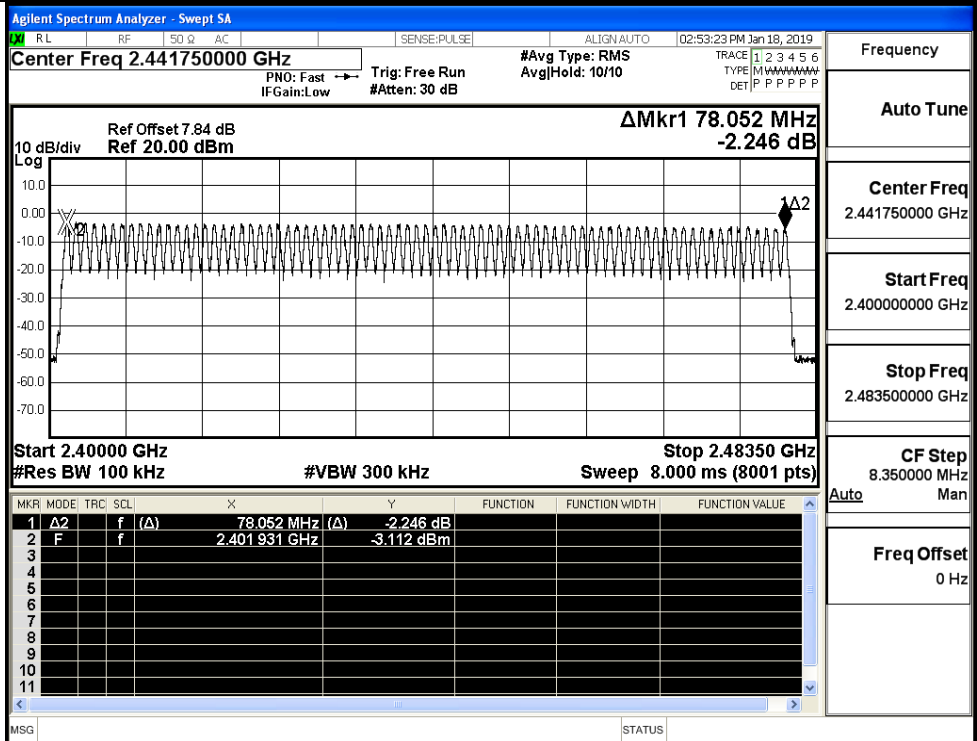 Agilent Spectrum Analyzer - Swept SA
LXI RL RF 50 Ω AC SENSE:PULSE ALIGN AUTO 02:53:23 PM Jan 18, 2019
Center Freq 2.441750000 GHz
PNO: Fast
IFGain:Low
Trig: Free Run
#Atten: 30 dB
#Avg Type: RMS
Avg|Hold: 10/10
TRACE 1 2 3 4 5 6
TYPE M WWWWW
DET P P P P P P
ΔMkr1 78.052 MHz
-2.246 dB
Ref Offset 7.84 dB
10 dB/div Ref 20.00 dBm
Log
10.0
0.00
-10.0
-20.0
-30.0
-40.0
-50.0
-60.0
-70.0
2
1Δ2
Start 2.40000 GHz Stop 2.48350 GHz
#Res BW 100 kHz #VBW 300 kHz Sweep 8.000 ms (8001 pts)
MKR MODE TRC SCL X Y FUNCTION FUNCTION WIDTH FUNCTION VALUE
1 Δ2 f (Δ) 78.052 MHz (Δ) -2.246 dB
2 F f 2.401 931 GHz -3.112 dBm
3
4
5
6
7
8
9
10
11
MSG STATUS
Frequency
Auto Tune
Center Freq
2.441750000 GHz
Start Freq
2.400000000 GHz
Stop Freq
2.483500000 GHz
CF Step
8.350000 MHz
Auto Man
Freq Offset
0 Hz